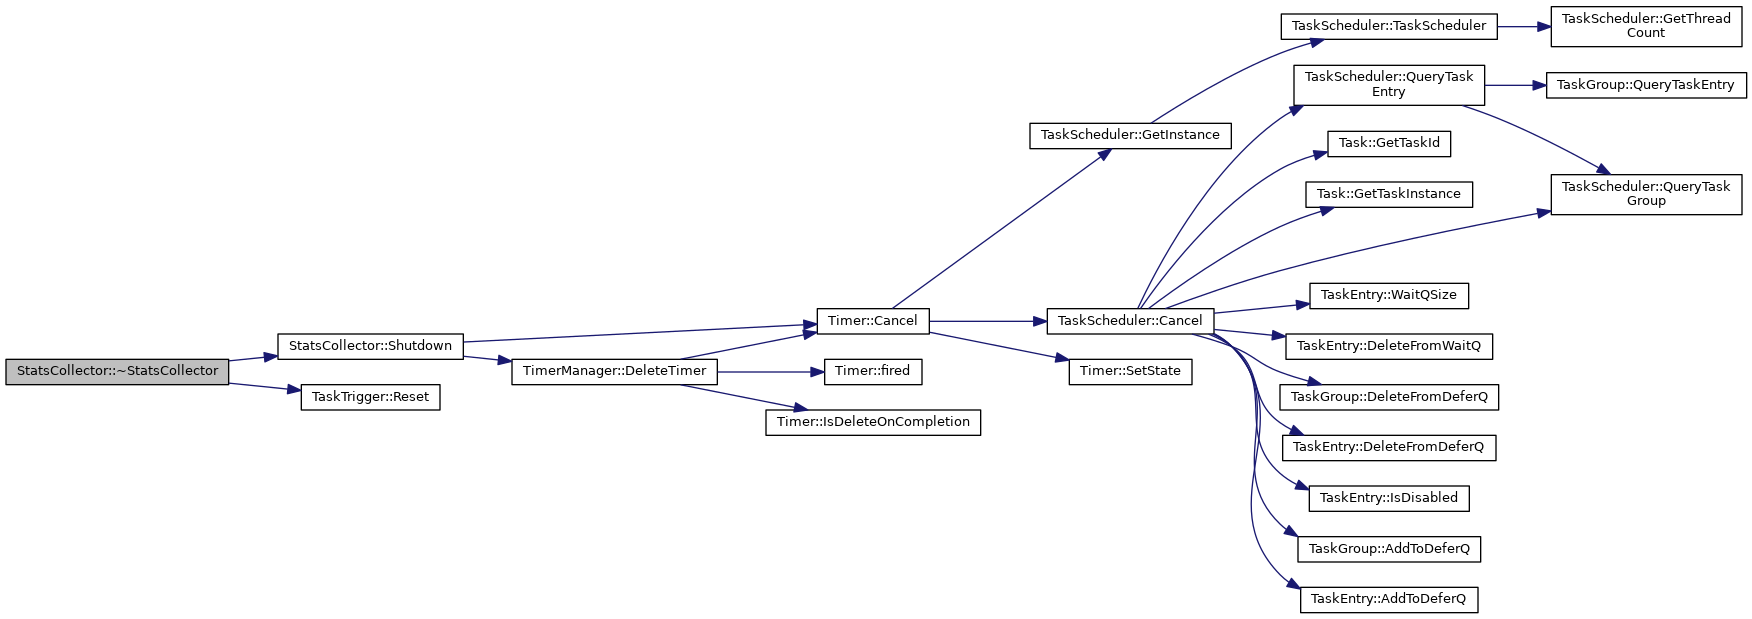 StatsCollector::~StatsCollector
StatsCollector::Shutdown
TaskTrigger::Reset
TimerManager::DeleteTimer
Timer::Cancel
Timer::fired
Timer::IsDeleteOnCompletion
TaskScheduler::GetInstance
TaskScheduler::Cancel
Timer::SetState
TaskScheduler::TaskScheduler
TaskScheduler::QueryTask
Entry
Task::GetTaskId
Task::GetTaskInstance
TaskEntry::WaitQSize
TaskEntry::DeleteFromWaitQ
TaskGroup::DeleteFromDeferQ
TaskEntry::DeleteFromDeferQ
TaskEntry::IsDisabled
TaskGroup::AddToDeferQ
TaskEntry::AddToDeferQ
TaskScheduler::GetThread
Count
TaskGroup::QueryTaskEntry
TaskScheduler::QueryTask
Group